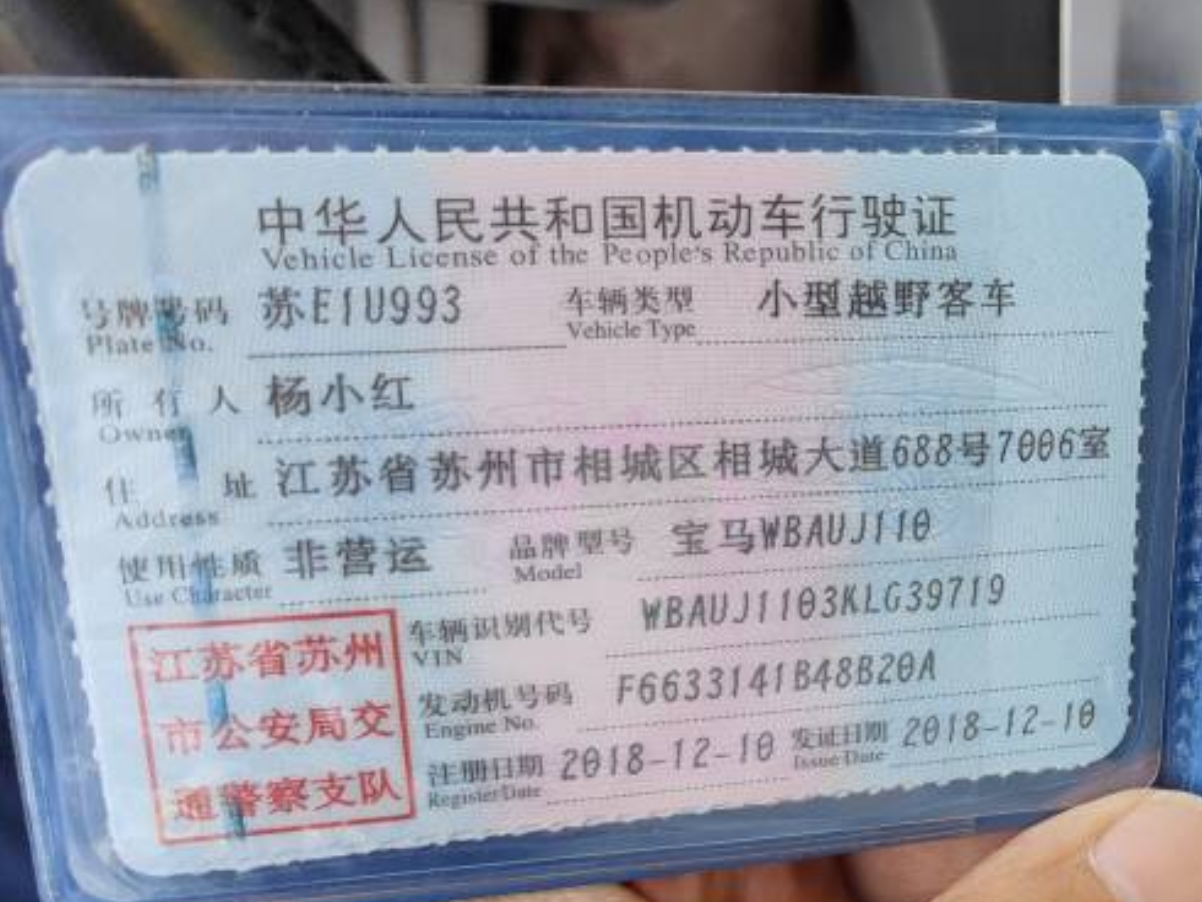 中华人民共和国机动车行驶证
Vehicle License of the People's Republic of China
号牌号码 苏E1U993 车辆类型 小型越野客车
Plate No. Vehicle Type
所有人 杨小红
Owner
住址 江苏省苏州市相城区相城大道688号7006室
Address
使用性质 非营运 品牌型号 宝马WBAUJ110
Use Character Model
车辆识别代号 WBAUJ1103KLG39719
VIN
发动机号码 F6633141B48B20A
Engine No.
注册日期 2018-12-10 发证日期 2018-12-10
Register Date Issue Date
江苏省苏州
市公安局交
通警察支队